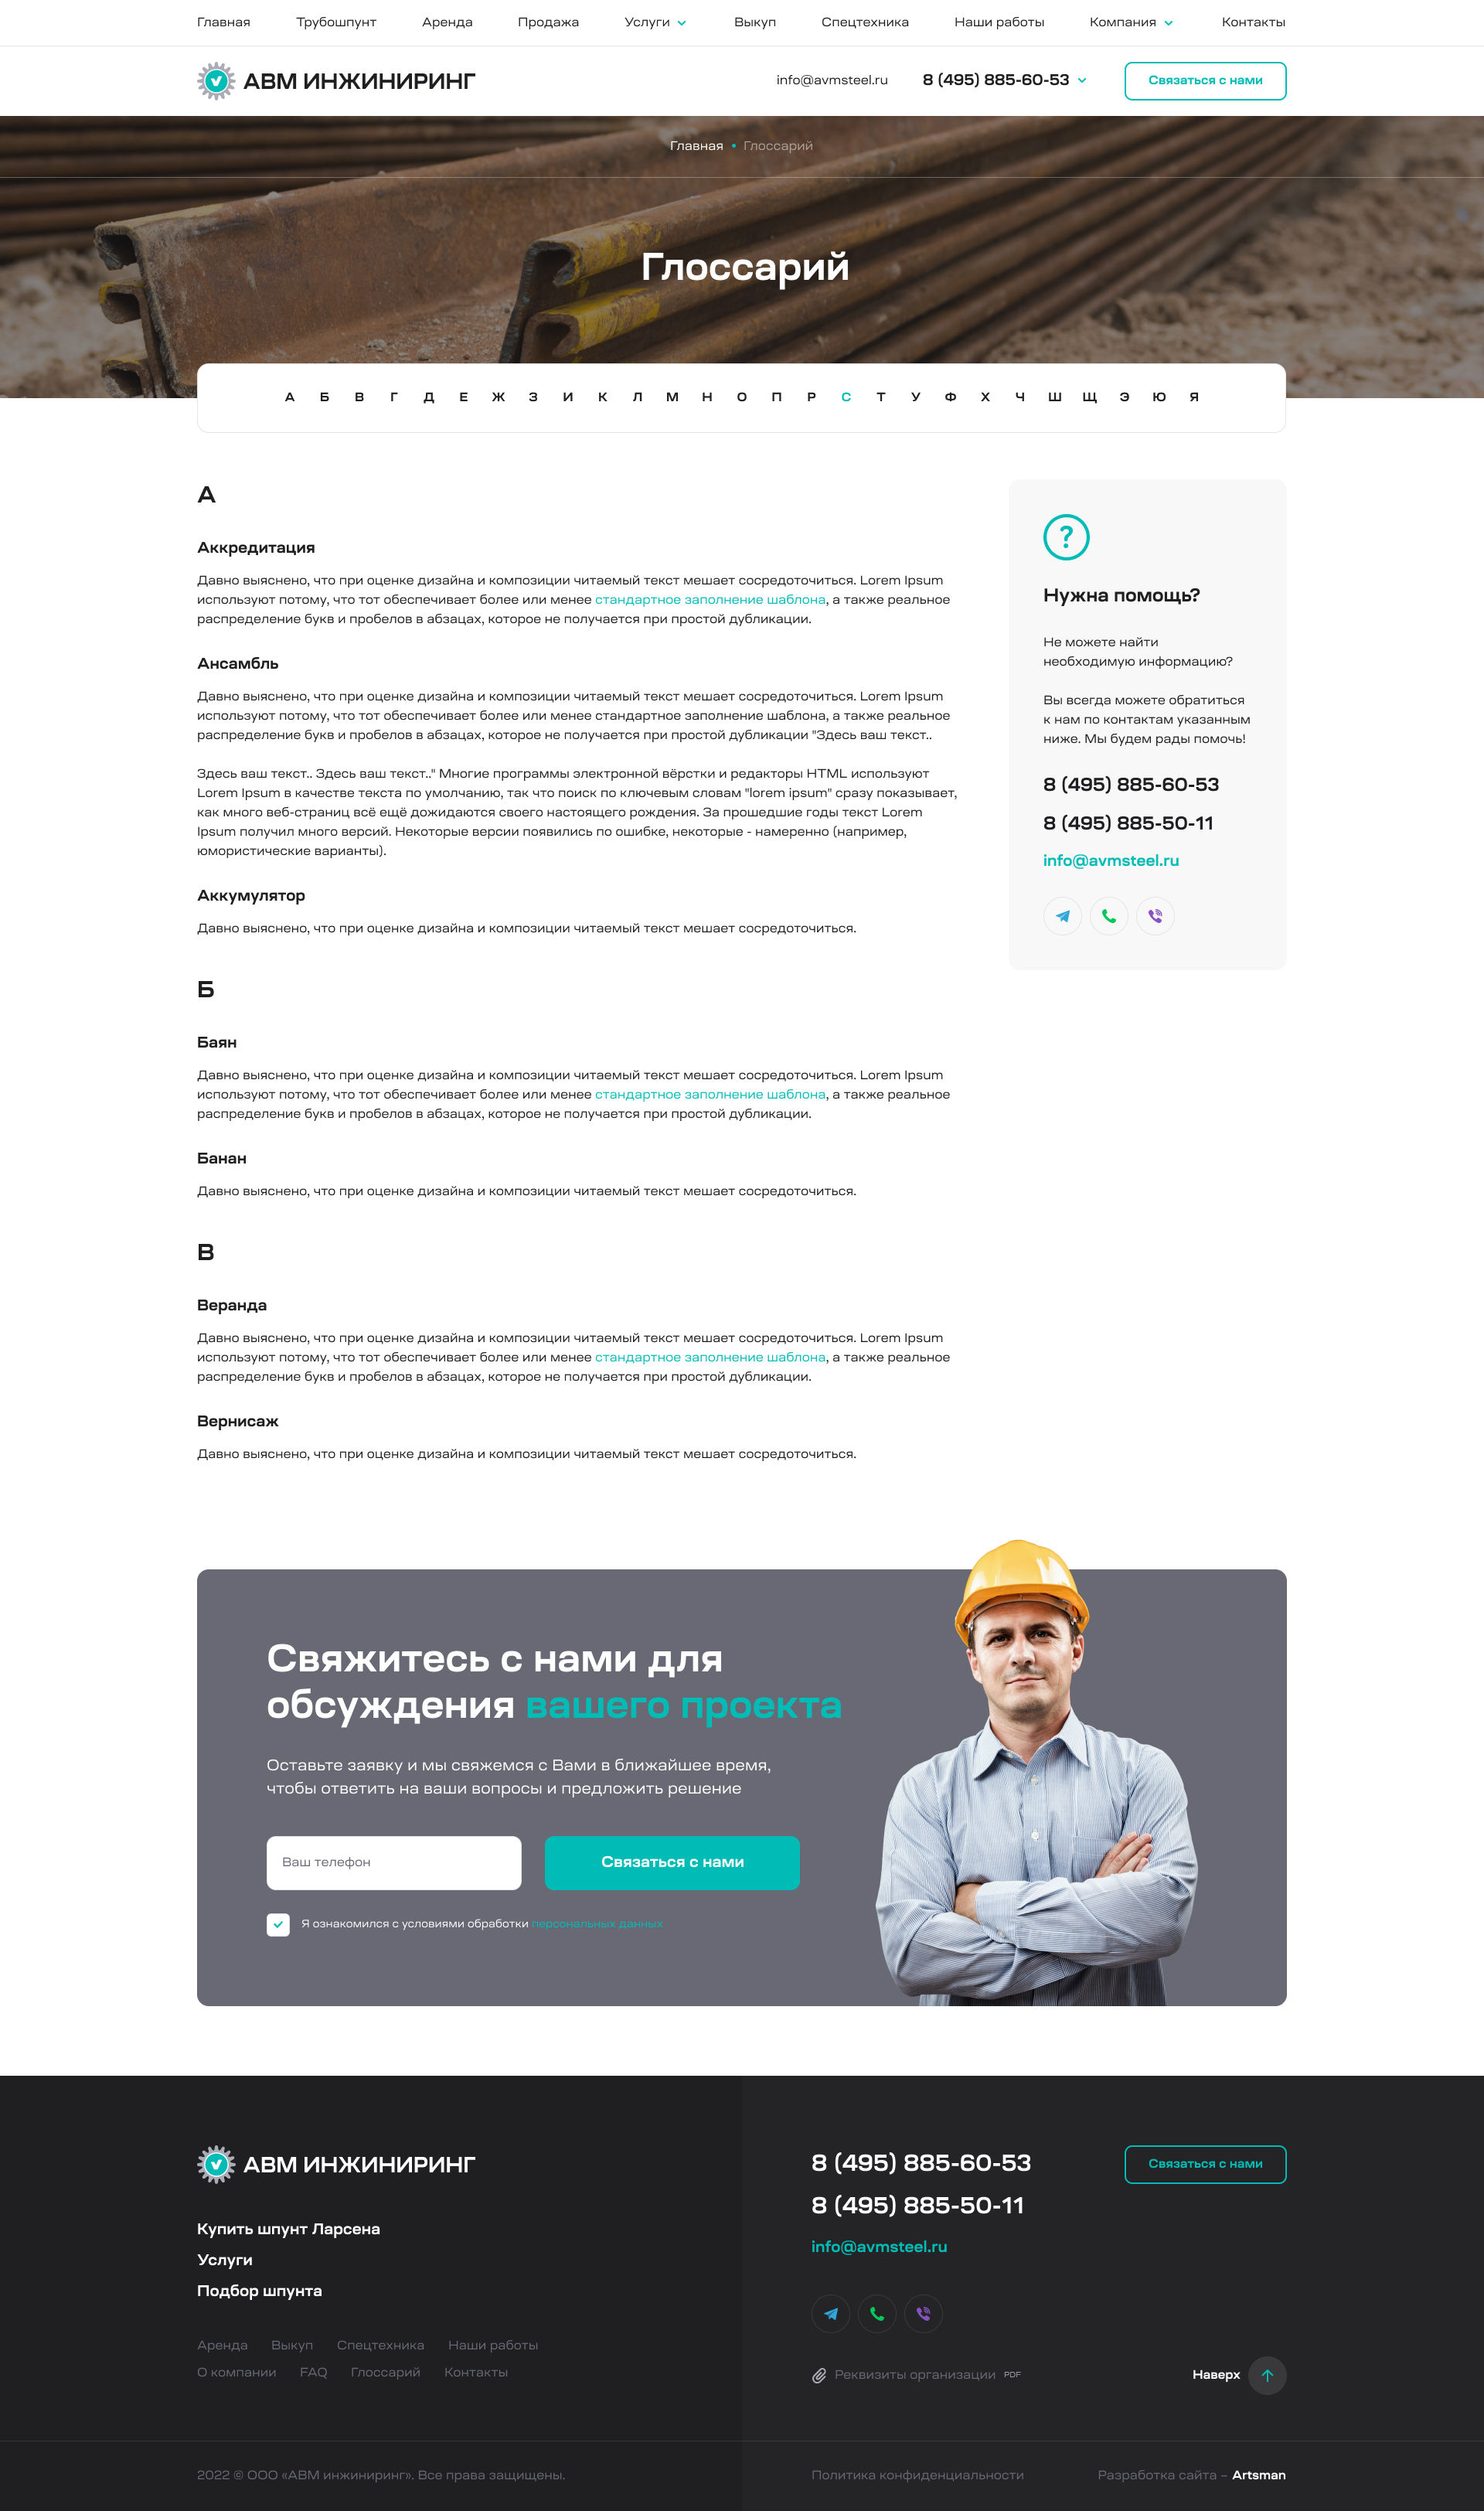 Главная Трубошпунт Аренда Продажа Услуги Выкуп Спецтехника Наши работы Компания Контакты
АВМ ИНЖИНИРИНГ info@avmsteel.ru 8 (495) 885-60-53 Связаться с нами
Главная • Глоссарий
Глоссарий
А Б В Г Д Е Ж З И К Л М Н О П Р С Т У Ф Х Ч Ш Щ Э Ю Я
А
Аккредитация
Давно выяснено, что при оценке дизайна и композиции читаемый текст мешает сосредоточиться. Lorem Ipsum
используют потому, что тот обеспечивает более или менее стандартное заполнение шаблона, а также реальное
распределение букв и пробелов в абзацах, которое не получается при простой дубликации.
Ансамбль
Давно выяснено, что при оценке дизайна и композиции читаемый текст мешает сосредоточиться. Lorem Ipsum
используют потому, что тот обеспечивает более или менее стандартное заполнение шаблона, а также реальное
распределение букв и пробелов в абзацах, которое не получается при простой дубликации "Здесь ваш текст..
Здесь ваш текст.. Здесь ваш текст.." Многие программы электронной вёрстки и редакторы HTML используют
Lorem Ipsum в качестве текста по умолчанию, так что поиск по ключевым словам "lorem ipsum" сразу показывает,
как много веб-страниц всё ещё дожидаются своего настоящего рождения. За прошедшие годы текст Lorem
Ipsum получил много версий. Некоторые версии появились по ошибке, некоторые - намеренно (например,
юмористические варианты).
Аккумулятор
Давно выяснено, что при оценке дизайна и композиции читаемый текст мешает сосредоточиться.
Б
Баян
Давно выяснено, что при оценке дизайна и композиции читаемый текст мешает сосредоточиться. Lorem Ipsum
используют потому, что тот обеспечивает более или менее стандартное заполнение шаблона, а также реальное
распределение букв и пробелов в абзацах, которое не получается при простой дубликации.
Банан
Давно выяснено, что при оценке дизайна и композиции читаемый текст мешает сосредоточиться.
В
Веранда
Давно выяснено, что при оценке дизайна и композиции читаемый текст мешает сосредоточиться. Lorem Ipsum
используют потому, что тот обеспечивает более или менее стандартное заполнение шаблона, а также реальное
распределение букв и пробелов в абзацах, которое не получается при простой дубликации.
Вернисаж
Давно выяснено, что при оценке дизайна и композиции читаемый текст мешает сосредоточиться.
?
Нужна помощь?
Не можете найти
необходимую информацию?
Вы всегда можете обратиться
к нам по контактам указанным
ниже. Мы будем рады помочь!
8 (495) 885-60-53
8 (495) 885-50-11
info@avmsteel.ru
Свяжитесь с нами для
обсуждения вашего проекта
Оставьте заявку и мы свяжемся с Вами в ближайшее время,
чтобы ответить на ваши вопросы и предложить решение
Ваш телефон Связаться с нами
Я ознакомился с условиями обработки персональных данных
АВМ ИНЖИНИРИНГ
Купить шпунт Ларсена
Услуги
Подбор шпунта
Аренда Выкуп Спецтехника Наши работы
О компании FAQ Глоссарий Контакты
8 (495) 885-60-53
8 (495) 885-50-11
info@avmsteel.ru
Связаться с нами
Реквизиты организации PDF
Наверх
2022 © ООО «АВМ инжиниринг». Все права защищены.
Политика конфиденциальности
Разработка сайта – Artsman